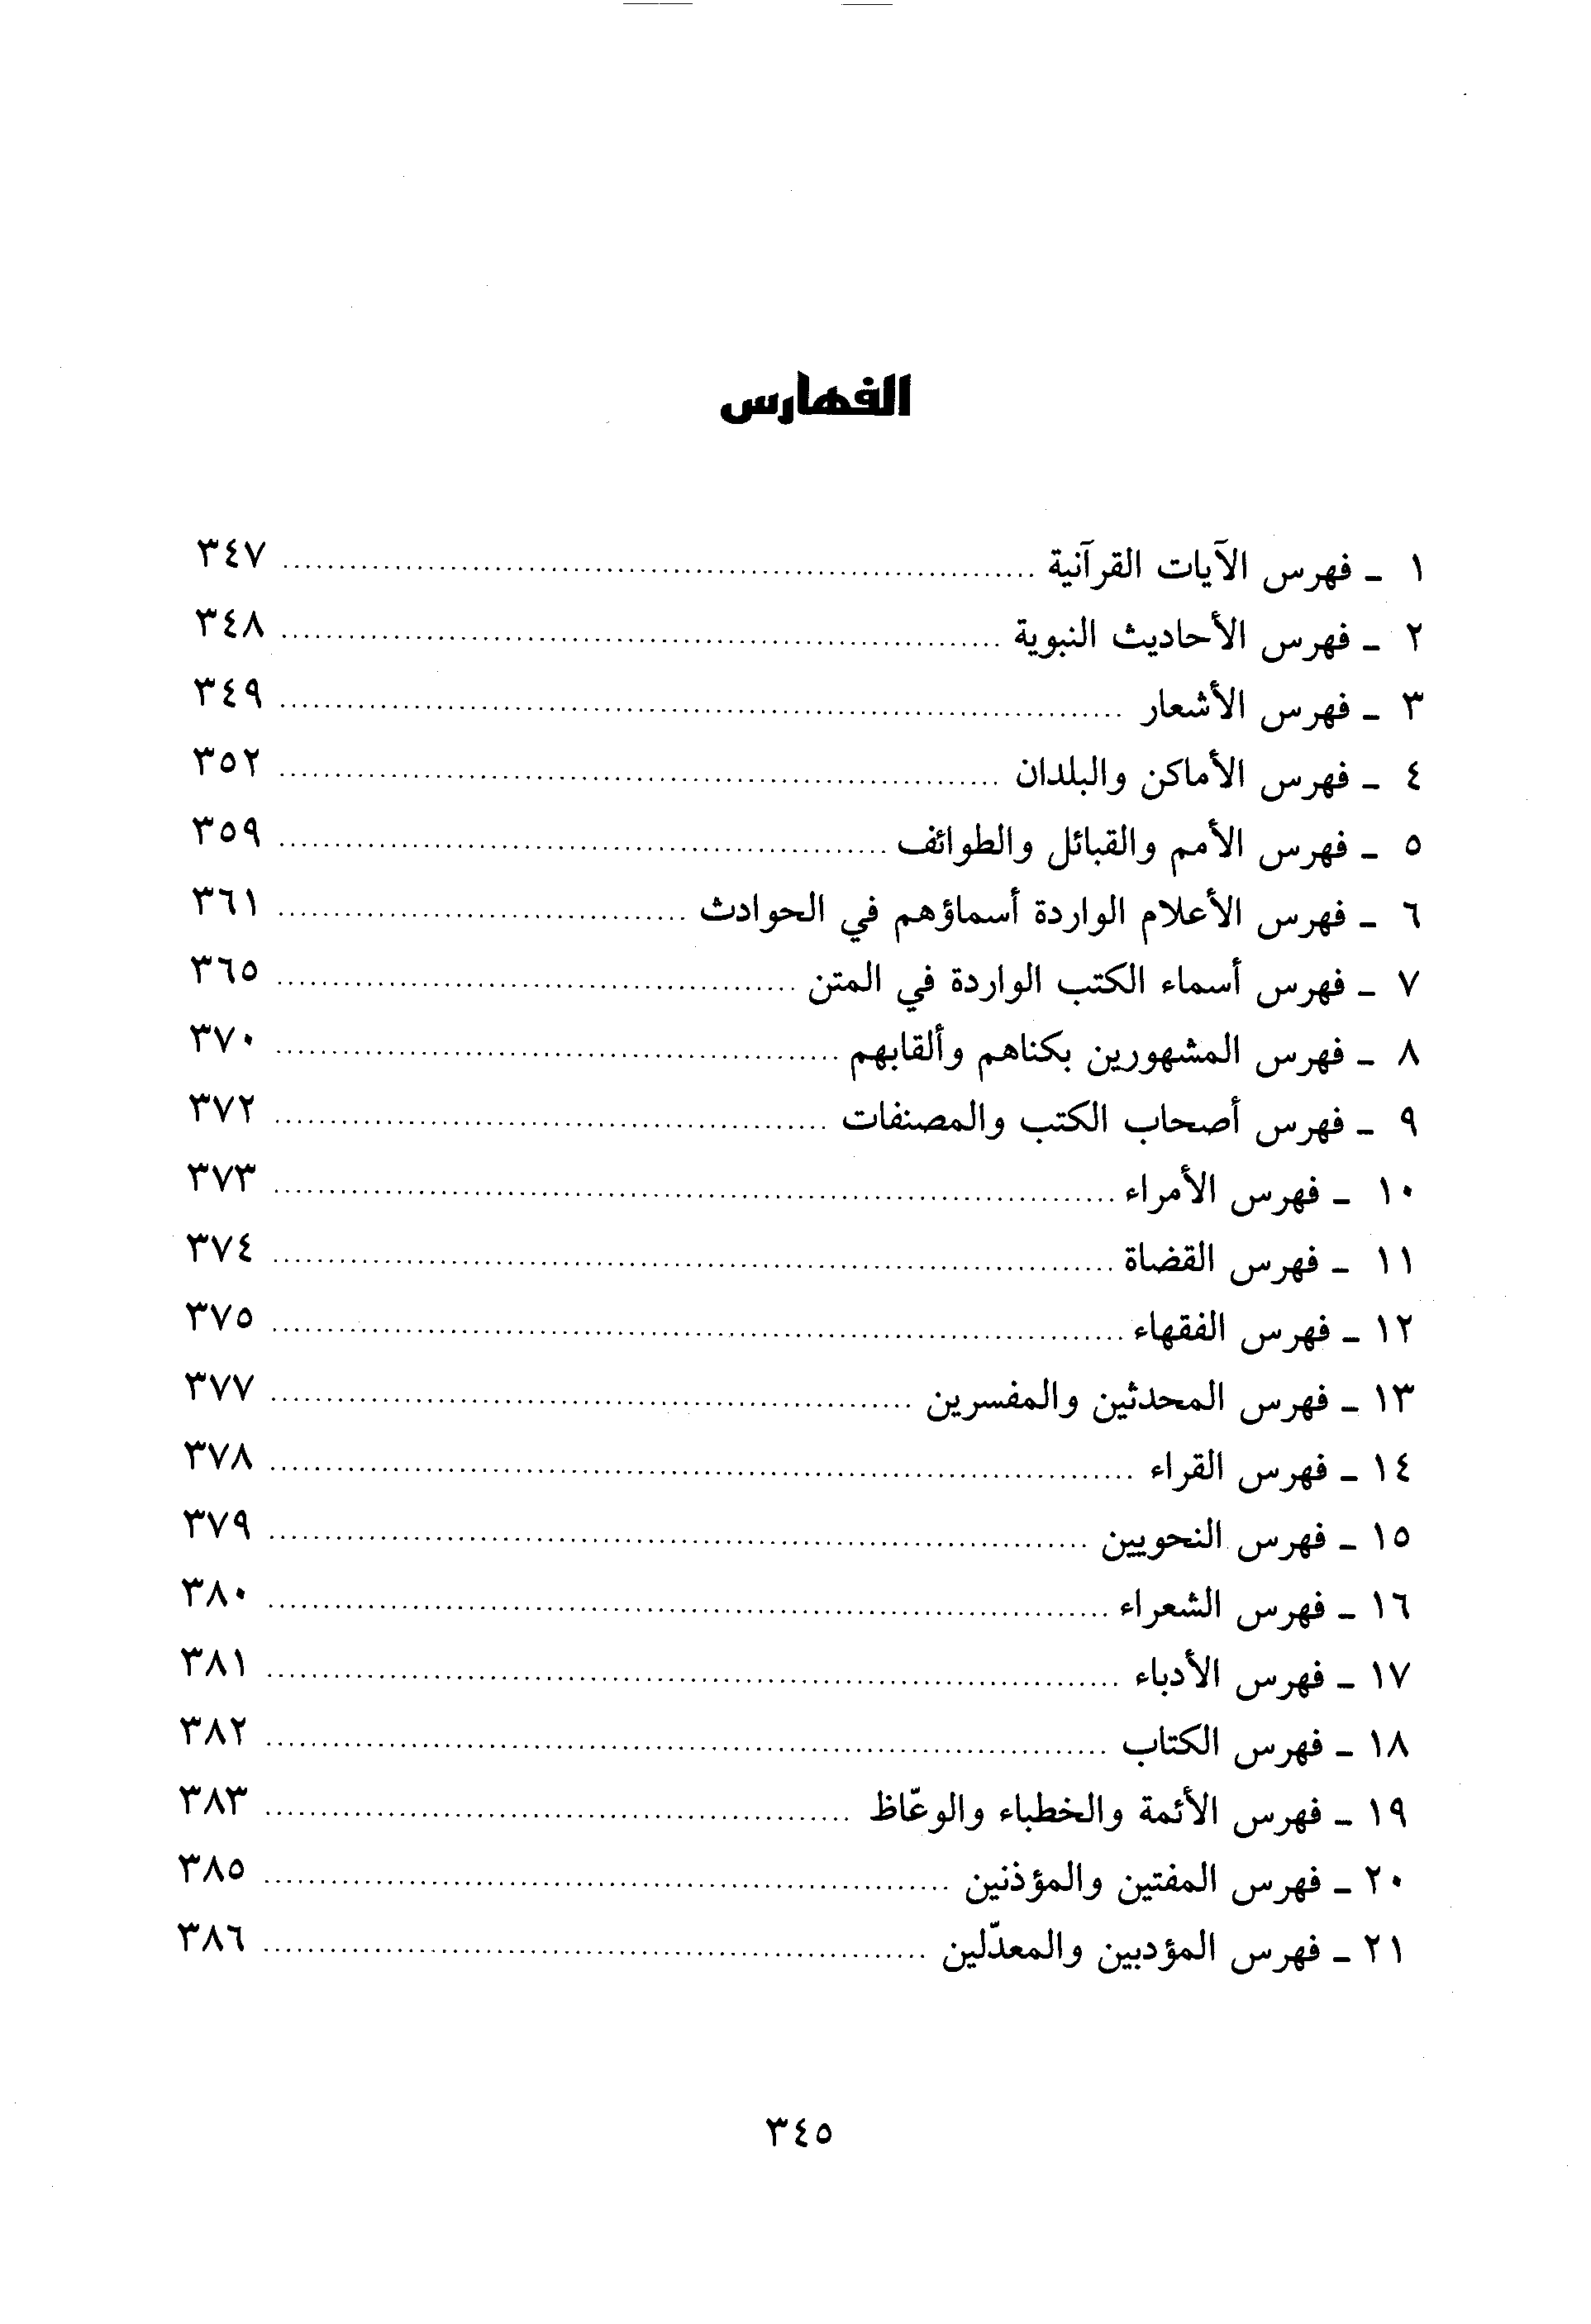 الفهارس
١ - فهرس الآيات القرآنية ........ ٣٤٧
٢ - فهرس الأحاديث النبوية ........ ٣٤٨
٣ - فهرس الأشعار ........ ٣٤٩
٤ - فهرس الأماكن والبلدان ........ ٣٥٢
٥ - فهرس الأمم والقبائل والطوائف ........ ٣٥٩
٦ - فهرس الأعلام الواردة أسماؤهم في الحوادث ........ ٣٦١
٧ - فهرس أسماء الكتب الواردة في المتن ........ ٣٦٥
٨ - فهرس المشهورين بكناهم وألقابهم ........ ٣٧٠
٩ - فهرس أصحاب الكتب والمصنفات ........ ٣٧٢
١٠ - فهرس الأمراء ........ ٣٧٣
١١ - فهرس القضاة ........ ٣٧٤
١٢ - فهرس الفقهاء ........ ٣٧٥
١٣ - فهرس المحدثين والمفسرين ........ ٣٧٧
١٤ - فهرس القراء ........ ٣٧٨
١٥ - فهرس النحويين ........ ٣٧٩
١٦ - فهرس الشعراء ........ ٣٨٠
١٧ - فهرس الأدباء ........ ٣٨١
١٨ - فهرس الكتاب ........ ٣٨٢
١٩ - فهرس الأئمة والخطباء والوعّاظ ........ ٣٨٣
٢٠ - فهرس المفتين والمؤذنين ........ ٣٨٥
٢١ - فهرس المؤدبين والمعدّلين ........ ٣٨٦
٣٤٥